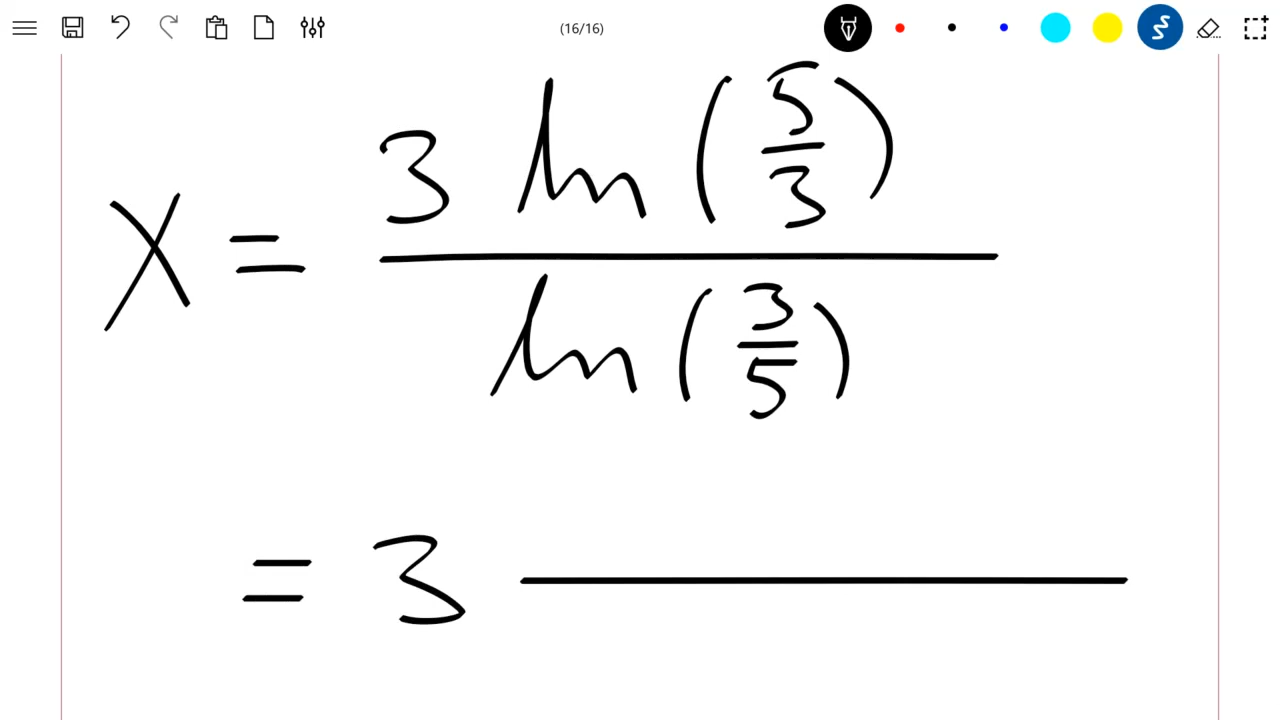 (16/16)
X = 3 ln(5/3) / ln(3/5)
= 3